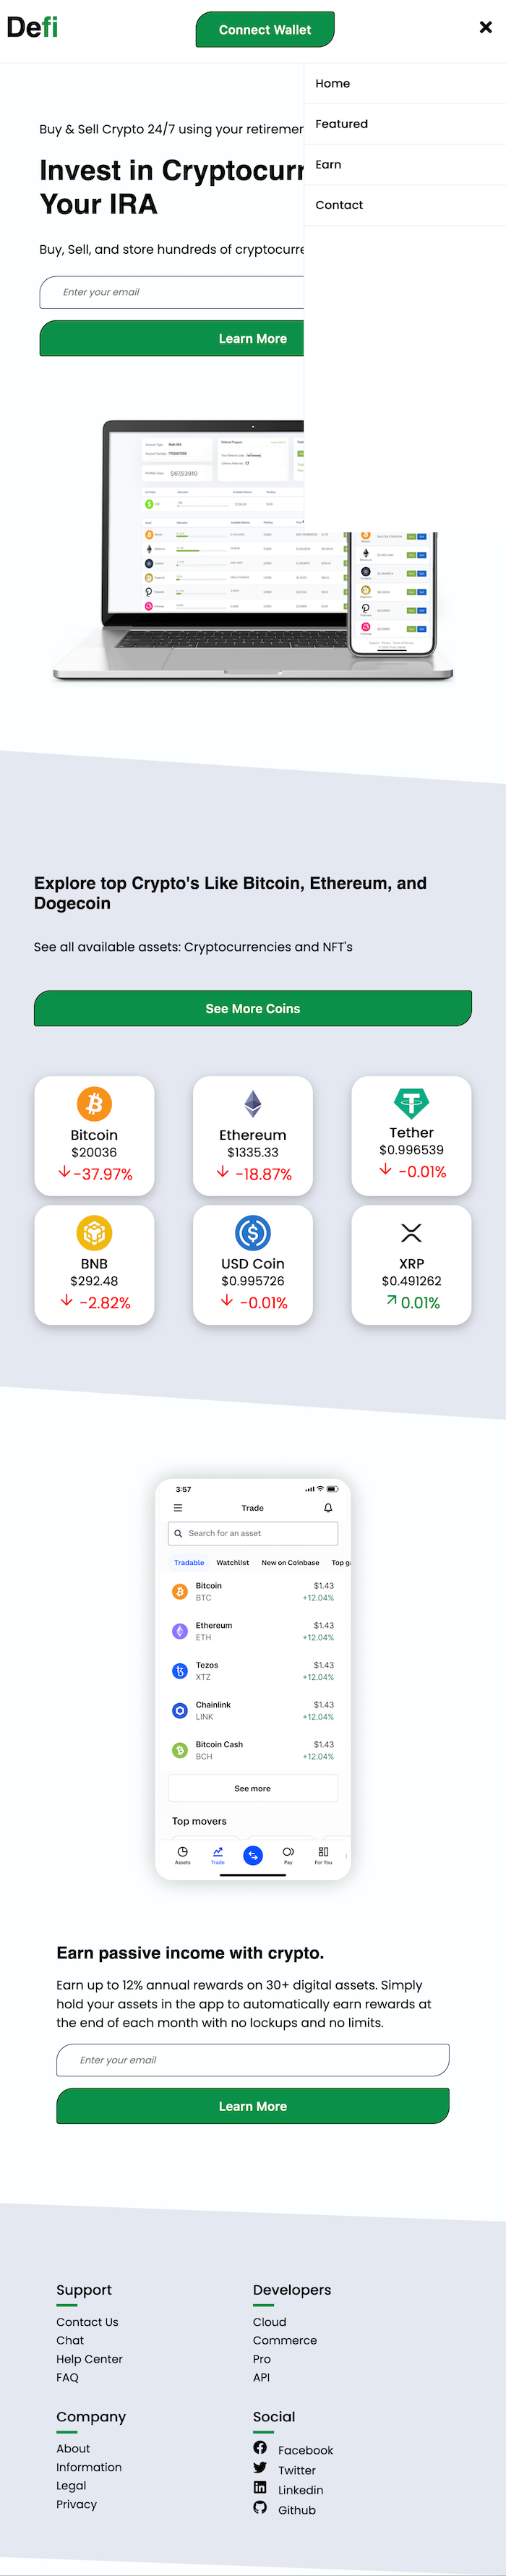 Defi
Connect Wallet
Home
Featured
Earn
Contact
Buy & Sell Crypto 24/7 using your
Invest in
Your IRA
Buy, Sell, and store hundreds of
Enter your email
Learn More
Explore top Crypto's Like Bitcoin, Ethereum, and
Dogecoin
See all available assets: Cryptocurrencies and NFT's
See More Coins
Bitcoin
$20036
-37.97%
Ethereum
$1335.33
-18.87%
Tether
$0.996539
-0.01%
BNB
$292.48
-2.82%
USD Coin
$0.995726
-0.01%
XRP
$0.491262
0.01%
3:57
Trade
Search for an asset
Tradable Watchlist New on Coinbase Top
Bitcoin $1.43
BTC +12.04%
Ethereum $1.43
ETH +12.04%
Tezos $1.43
XTZ +12.04%
Chainlink $1.43
LINK +12.04%
Bitcoin Cash $1.43
BCH +12.04%
See more
Top movers
Assets Trade Pay For You
Earn passive income with crypto.
Earn up to 12% annual rewards on 30+ digital assets. Simply
hold your assets in the app to automatically earn rewards at
the end of each month with no lockups and no limits.
Enter your email
Learn More
Support
Contact Us
Chat
Help Center
FAQ
Developers
Cloud
Commerce
Pro
API
Company
About
Information
Legal
Privacy
Social
Facebook
Twitter
Linkedin
Github